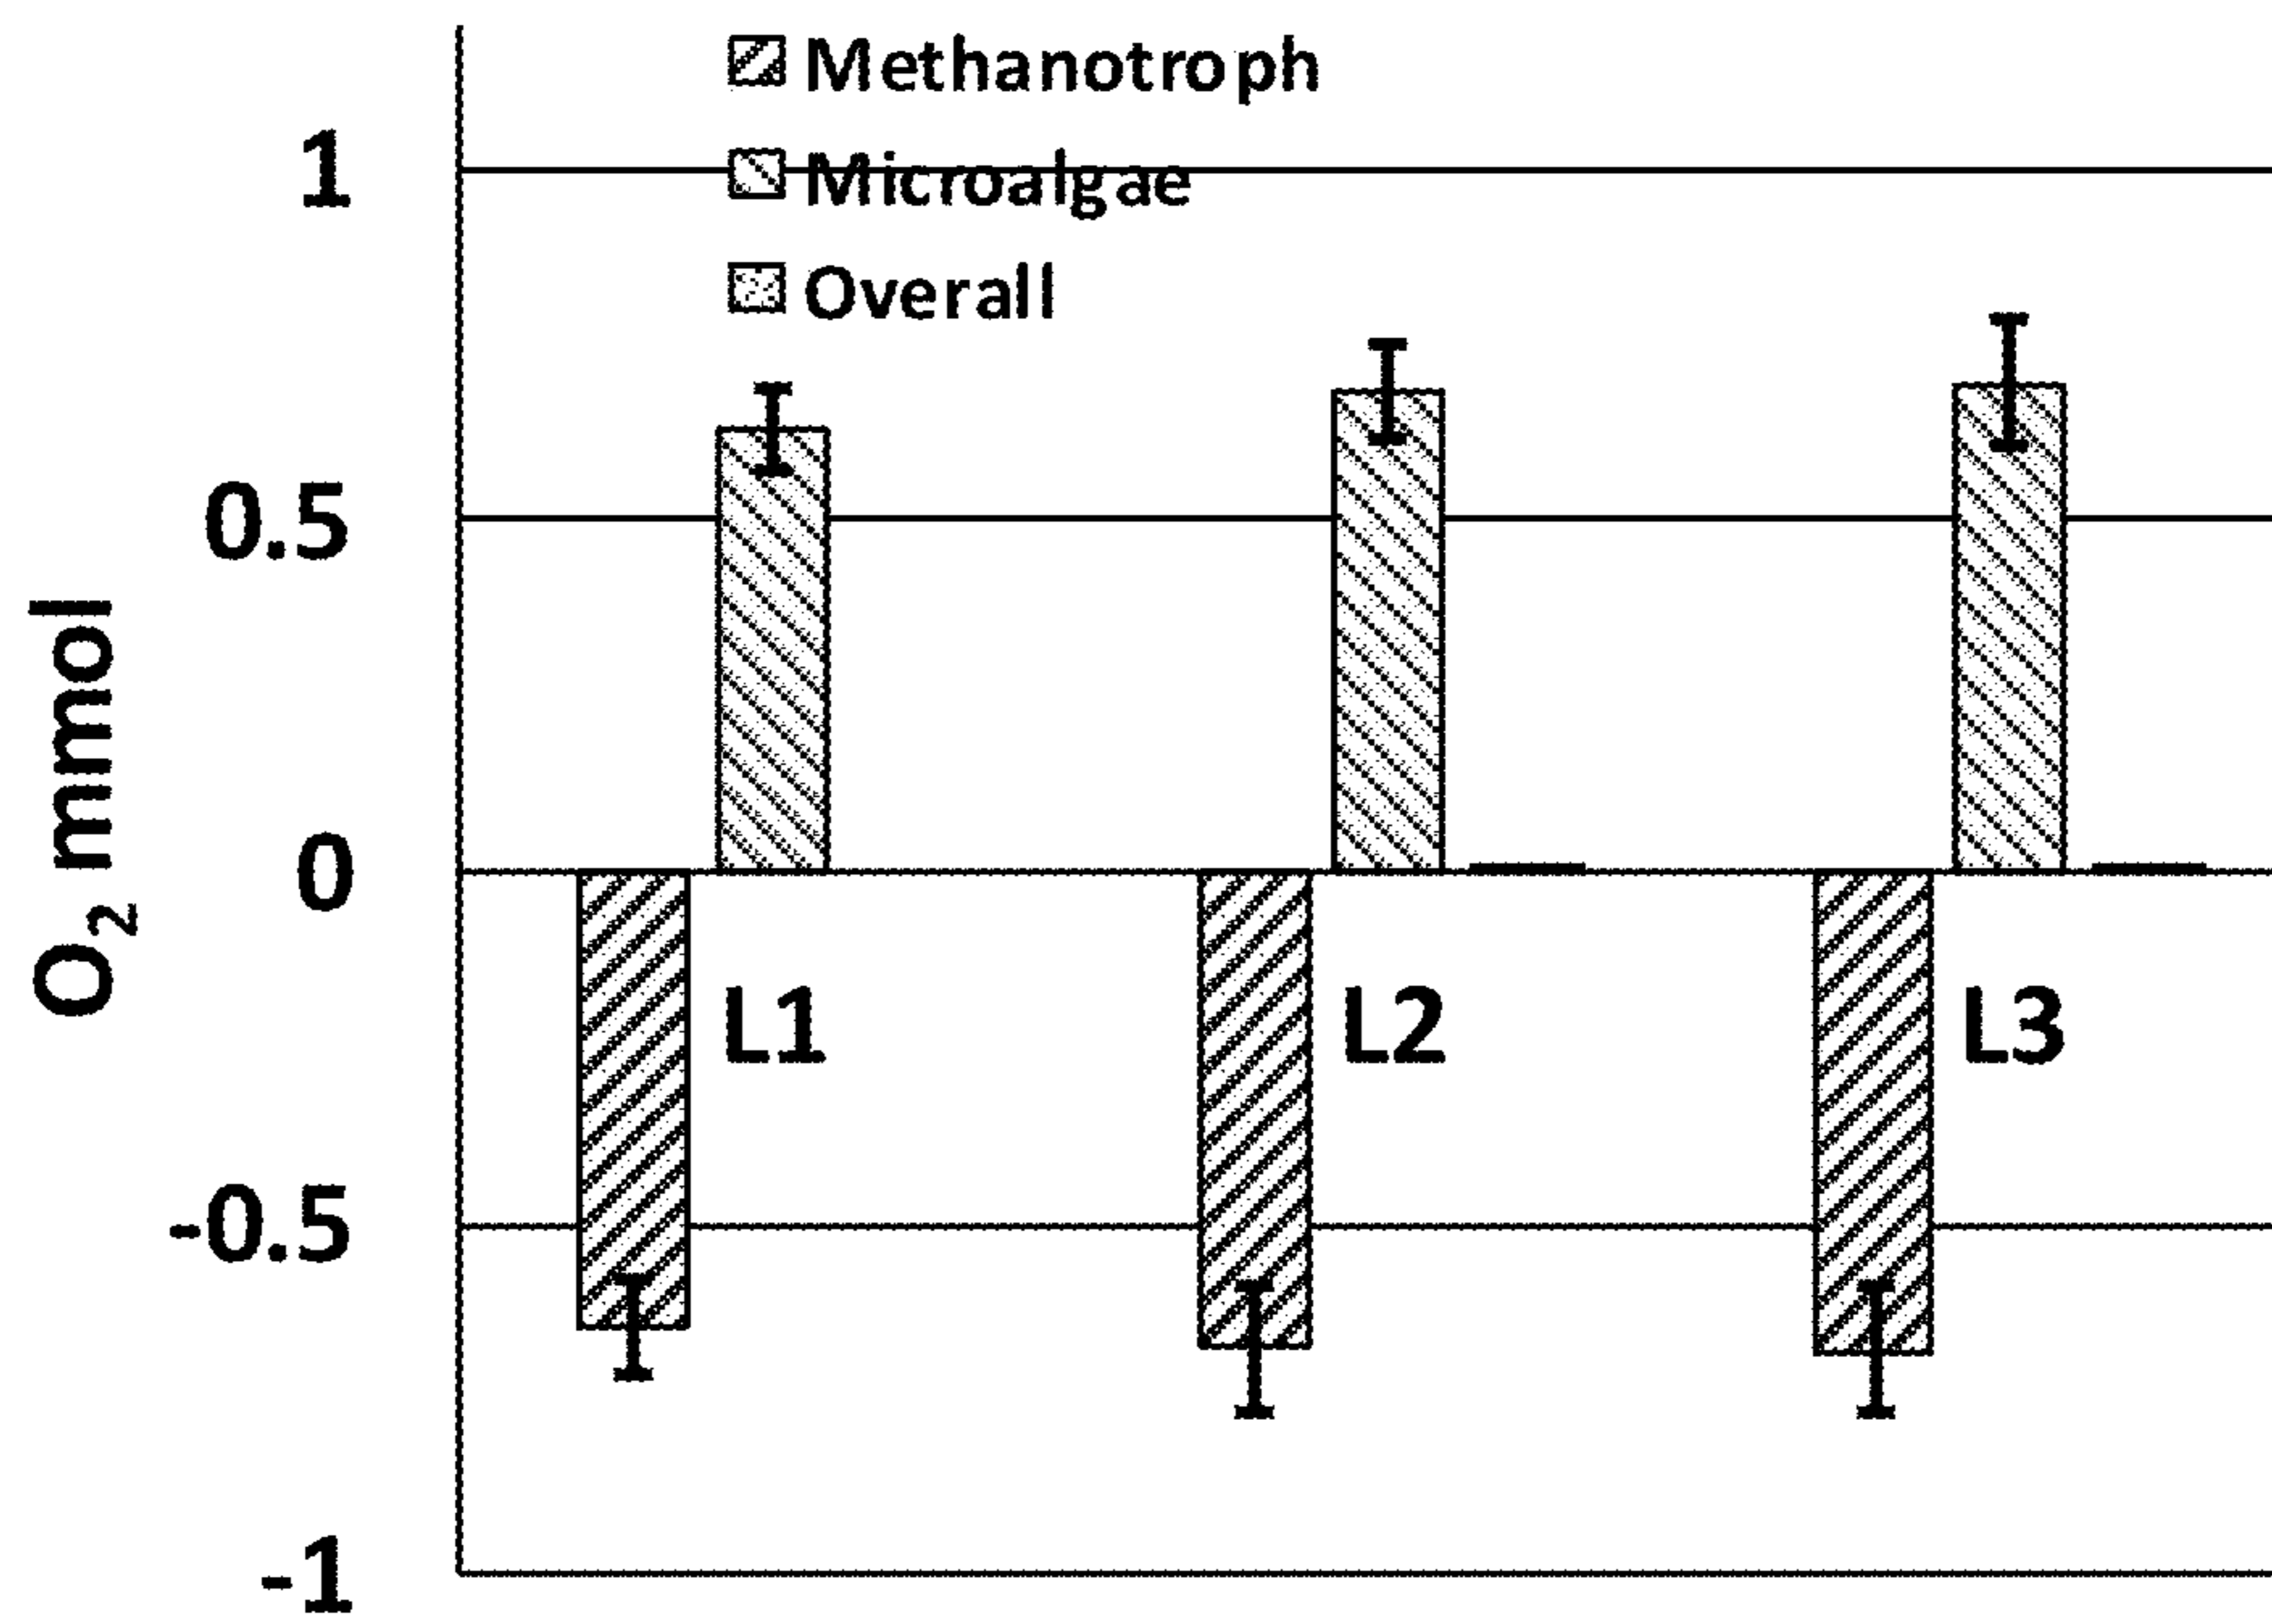 Methanotroph
Microalgae
Overall
1
0.5
0
-0.5
-1
O₂ mmol
L1
L2
L3